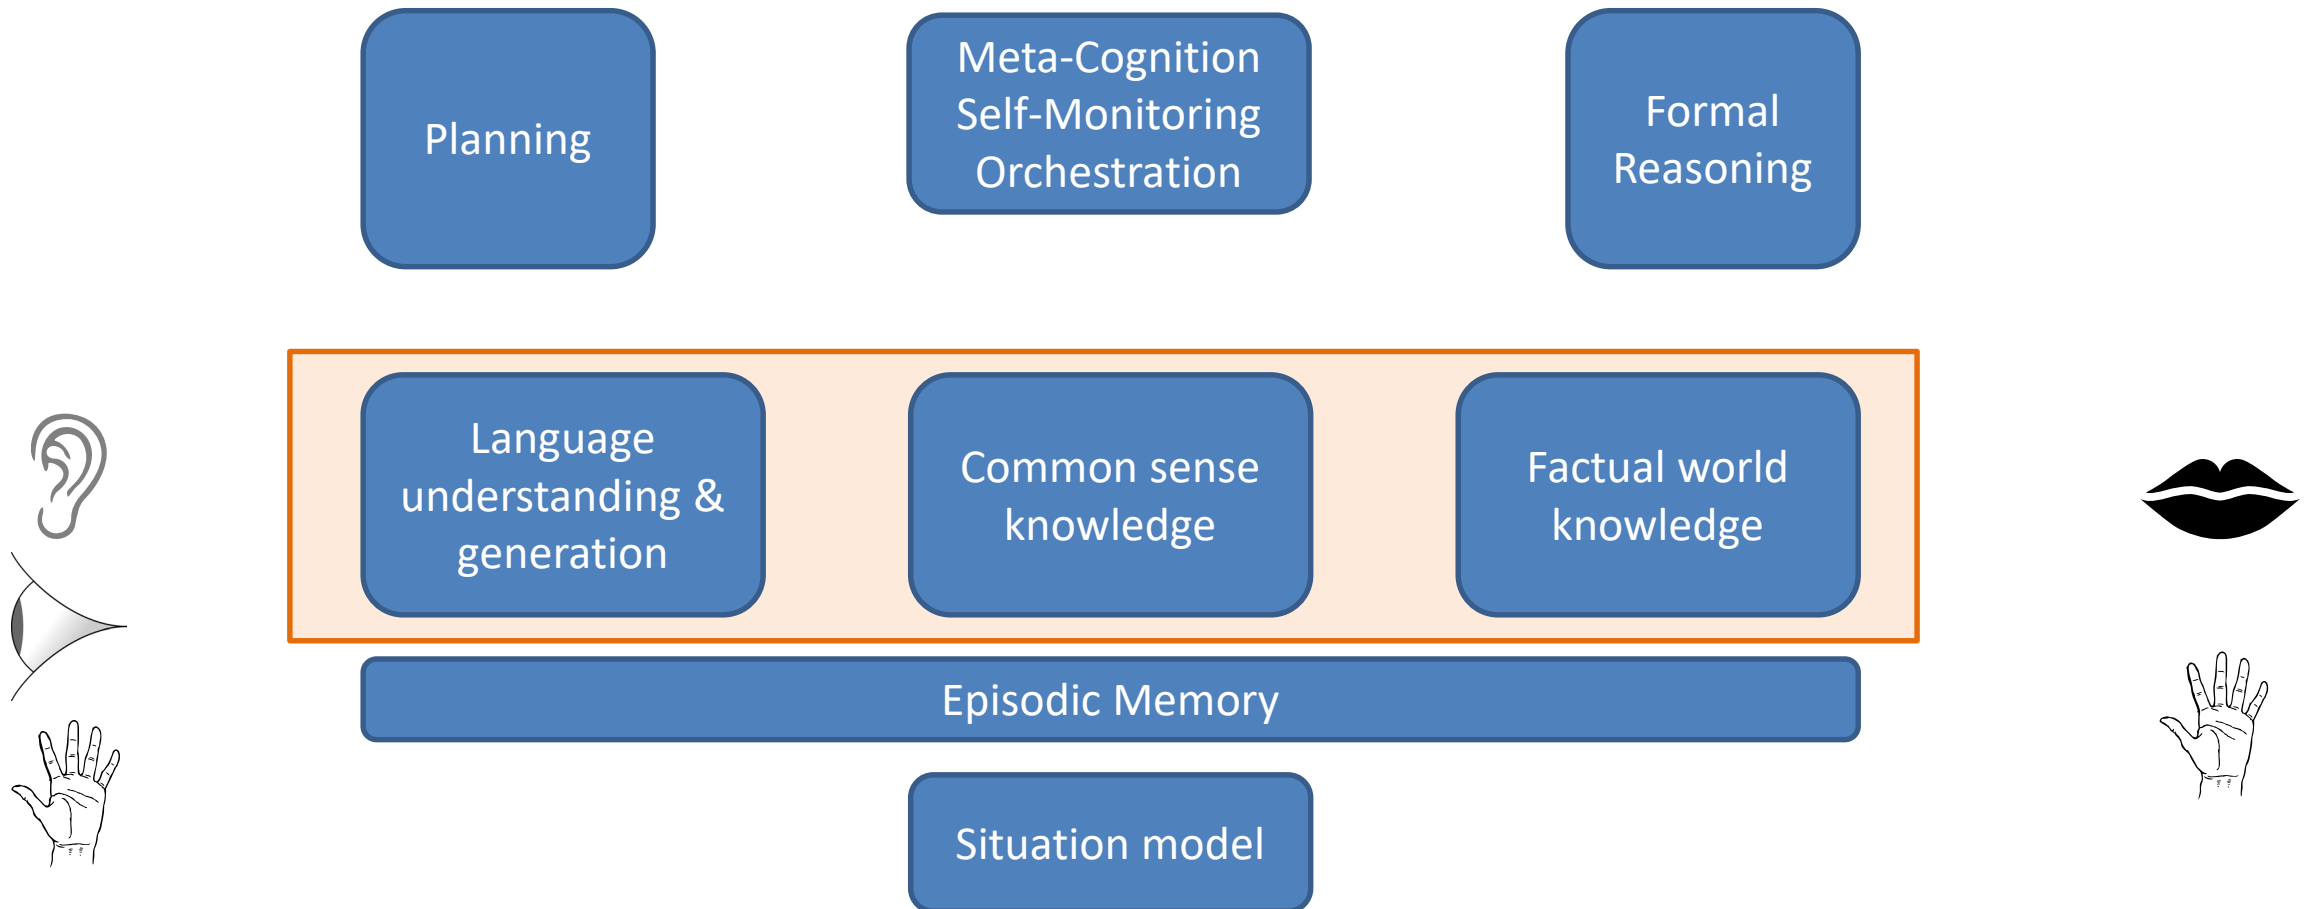 Planning
Meta-Cognition
Self-Monitoring
Orchestration
Formal
Reasoning
Language
understanding &
generation
Common sense
knowledge
Factual world
knowledge
Episodic Memory
Situation model